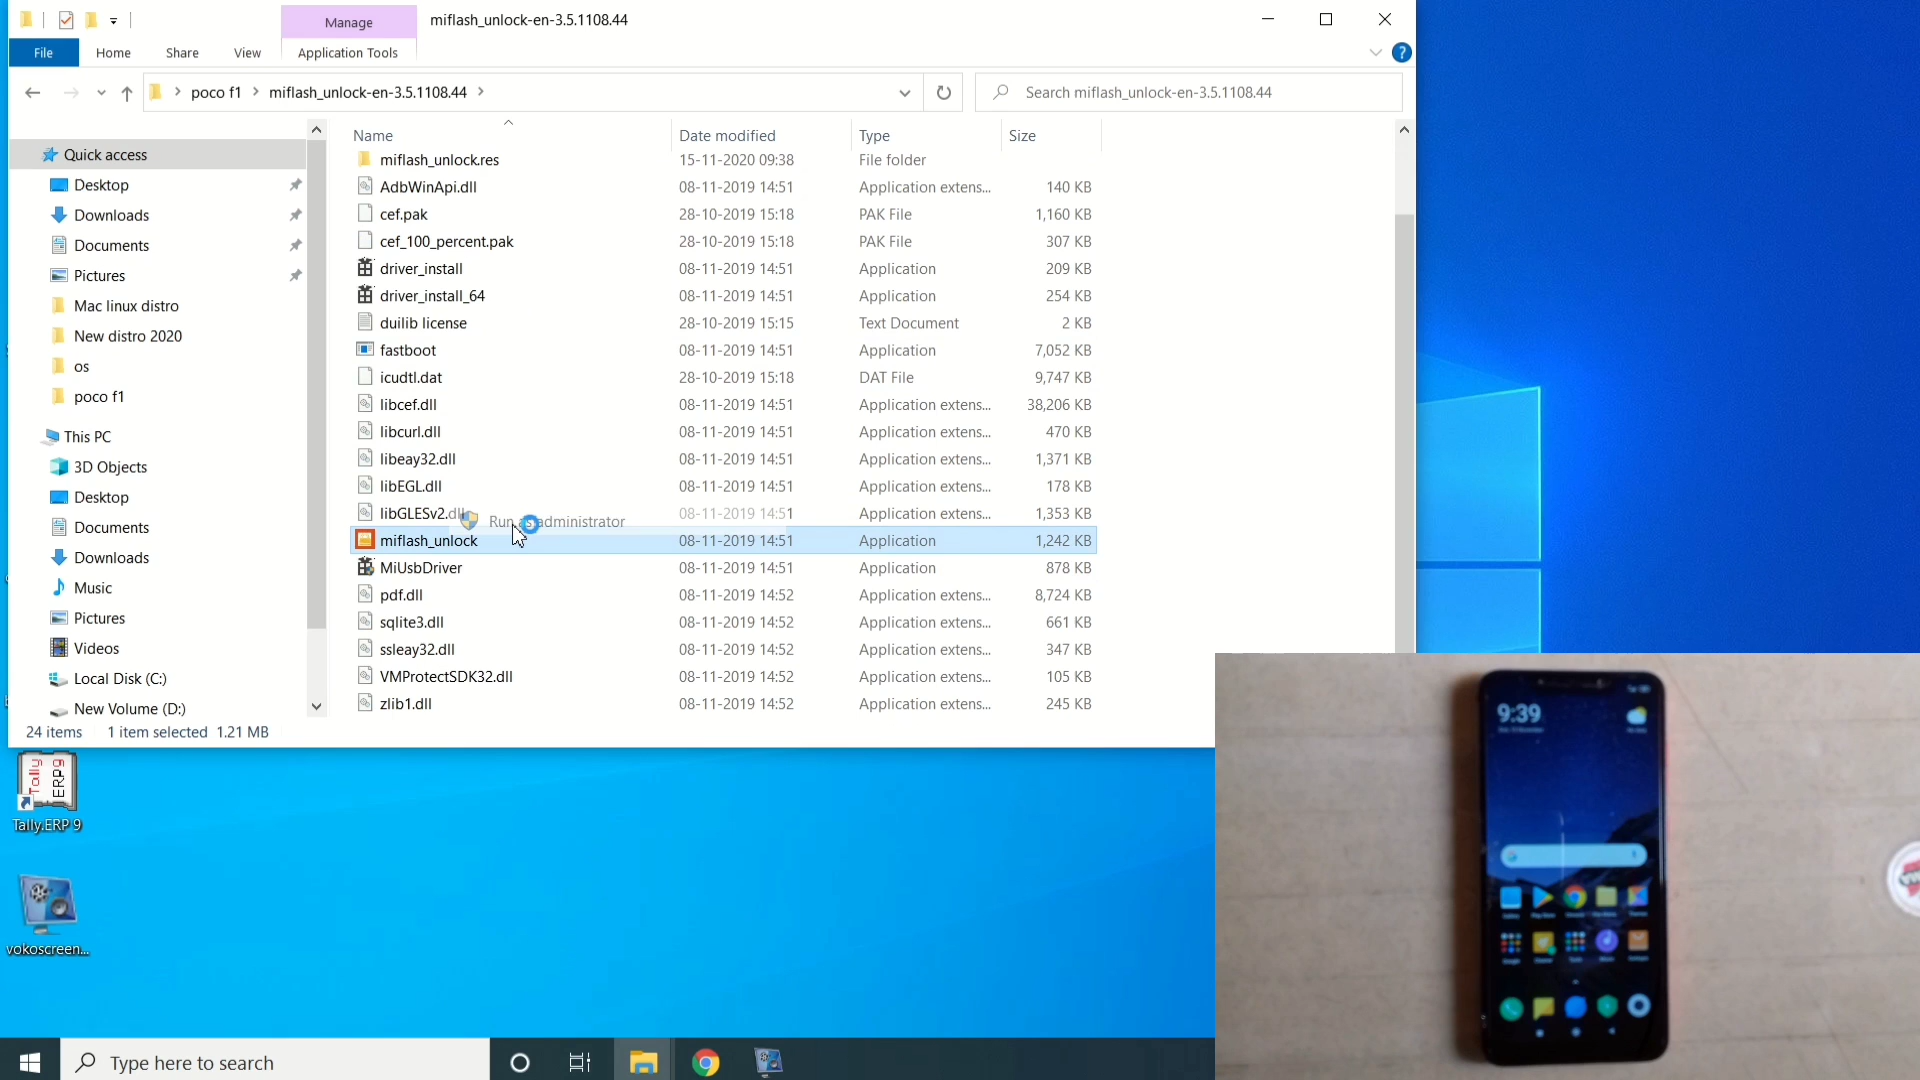 Manage
miflash_unlock-en-3.5.1108.44
File
Home
Share
View
Application Tools
poco f1
miflash_unlock-en-3.5.1108.44
Search miflash_unlock-en-3.5.1108.44
Name
Date modified
Type
Size
miflash_unlock.res 15-11-2020 09:38 File folder
AdbWinApi.dll 08-11-2019 14:51 Application extens... 140 KB
cef.pak 28-10-2019 15:18 PAK File 1,160 KB
cef_100_percent.pak 28-10-2019 15:18 PAK File 307 KB
driver_install 08-11-2019 14:51 Application 209 KB
driver_install_64 08-11-2019 14:51 Application 254 KB
duilib license 28-10-2019 15:15 Text Document 2 KB
fastboot 08-11-2019 14:51 Application 7,052 KB
icudtl.dat 28-10-2019 15:18 DAT File 9,747 KB
libcef.dll 08-11-2019 14:51 Application extens... 38,206 KB
libcurl.dll 08-11-2019 14:51 Application extens... 470 KB
libeay32.dll 08-11-2019 14:51 Application extens... 1,371 KB
libEGL.dll 08-11-2019 14:51 Application extens... 178 KB
libGLESv2.dll 08-11-2019 14:51 Application extens... 1,353 KB
Run as administrator
miflash_unlock 08-11-2019 14:51 Application 1,242 KB
MiUsbDriver 08-11-2019 14:51 Application 878 KB
pdf.dll 08-11-2019 14:52 Application extens... 8,724 KB
sqlite3.dll 08-11-2019 14:52 Application extens... 661 KB
ssleay32.dll 08-11-2019 14:52 Application extens... 347 KB
VMProtectSDK32.dll 08-11-2019 14:52 Application extens... 105 KB
zlib1.dll 08-11-2019 14:52 Application extens... 245 KB
Quick access
Desktop
Downloads
Documents
Pictures
Mac linux distro
New distro 2020
os
poco f1
This PC
3D Objects
Desktop
Documents
Downloads
Music
Pictures
Videos
Local Disk (C:)
New Volume (D:)
24 items
1 item selected 1.21 MB
Tally
ERP9
Tally.ERP 9
vokoscreen...
Type here to search
9:39